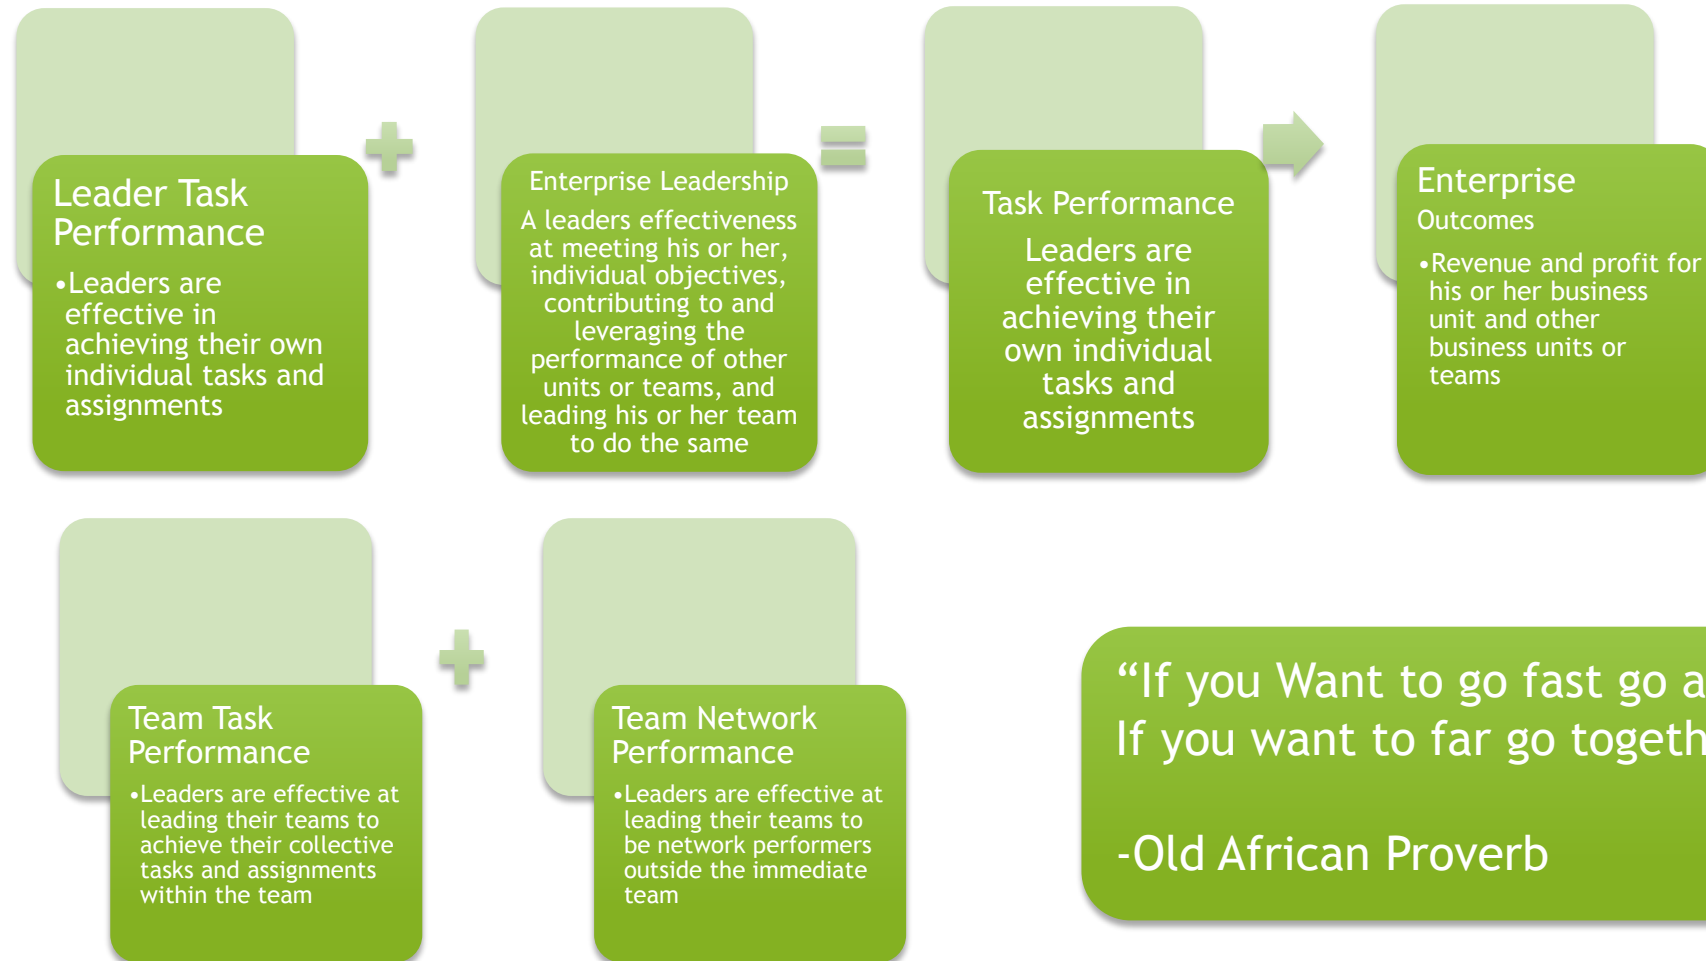 Leader Task
Performance
•Leaders are
effective in
achieving their own
individual tasks and
assignments
Enterprise Leadership
A leaders effectiveness
at meeting his or her,
individual objectives,
contributing to and
leveraging the
performance of other
units or teams, and
leading his or her team
to do the same
Task Performance
Leaders are
effective in
achieving their
own individual
tasks and
assignments
Enterprise
Outcomes
•Revenue and profit for
his or her business
unit and other
business units or
teams
Team Task
Performance
•Leaders are effective at
leading their teams to
achieve their collective
tasks and assignments
within the team
Team Network
Performance
•Leaders are effective at
leading their teams to
be network performers
outside the immediate
team
“If you Want to go fast go a
If you want to far go togeth
-Old African Proverb